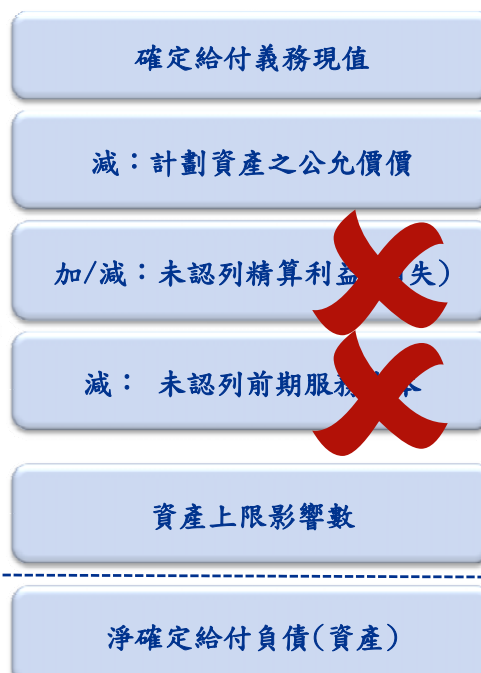 確定給付義務現值
減：計劃資產之公允價價
加/減：未認列精算利益失)
減： 未認列前期服務本
資產上限影響數
淨確定給付負債(資產)